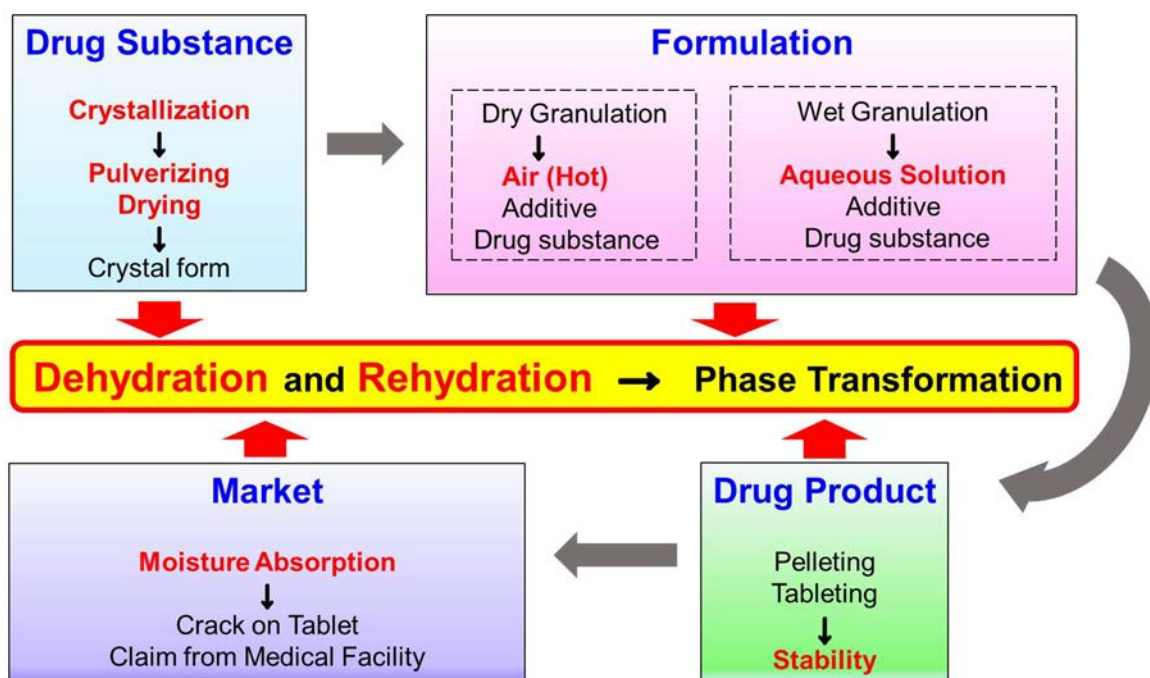 Drug Substance
Crystallization
Pulverizing
Drying
Crystal form
Formulation
Dry Granulation
Air (Hot)
Additive
Drug substance
Wet Granulation
Aqueous Solution
Additive
Drug substance
Dehydration and Rehydration → Phase Transformation
Market
Moisture Absorption
Crack on Tablet
Claim from Medical Facility
Drug Product
Pelleting
Tableting
Stability